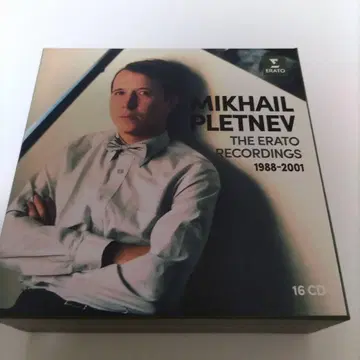 ERATO
MIKHAIL
PLETNEV
THE ERATO
RECORDINGS
1988-2001
16 CD